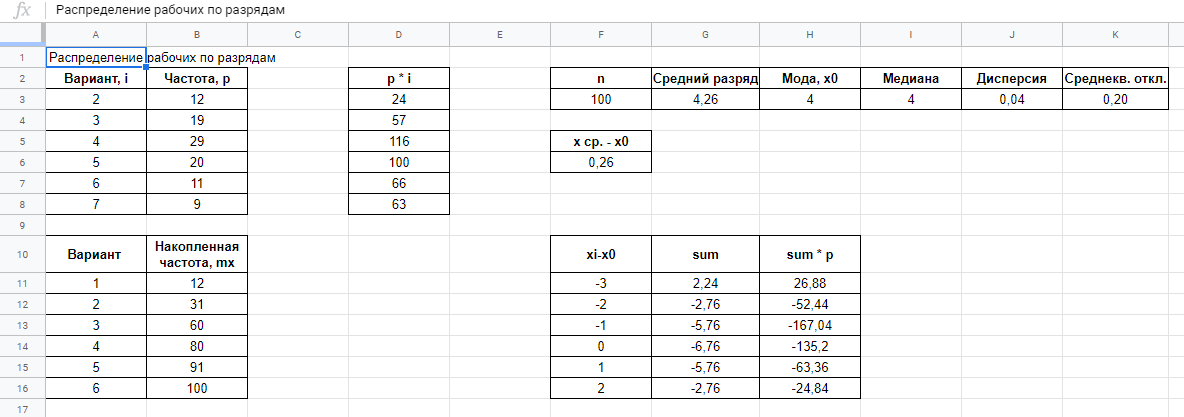 fx Распределение рабочих по разрядам
A B C D E F G H I J K
1 Распределение рабочих по разрядам
2 Вариант, i Частота, p p * i n Средний разряд Мода, x0 Медиана Дисперсия Среднекв. откл.
3 2 12 24 100 4,26 4 4 0,04 0,20
4 3 19 57
5 4 29 116 x ср. - x0
6 5 20 100 0,26
7 6 11 66
8 7 9 63
9
10 Вариант Накопленная частота, mx xi-x0 sum sum * p
11 1 12 -3 2,24 26,88
12 2 31 -2 -2,76 -52,44
13 3 60 -1 -5,76 -167,04
14 4 80 0 -6,76 -135,2
15 5 91 1 -5,76 -63,36
16 6 100 2 -2,76 -24,84
17